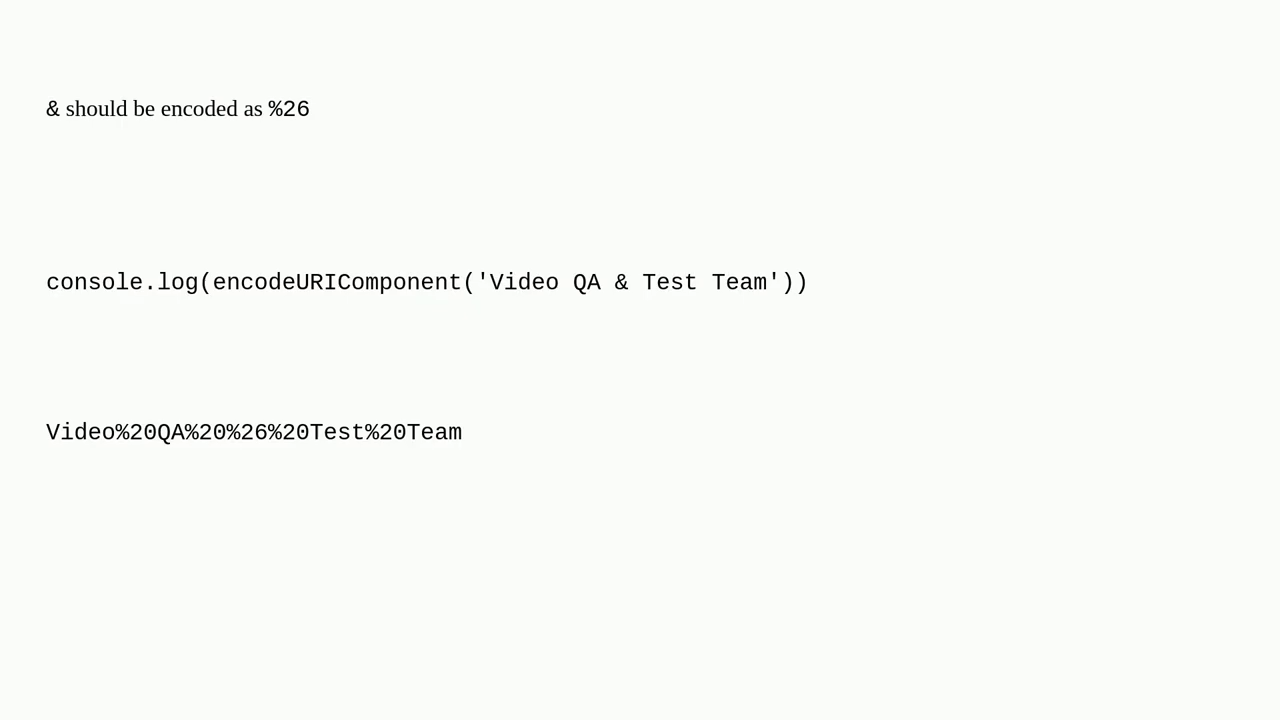 & should be encoded as %26
console.log(encodeURIComponent('Video QA & Test Team'))
Video%20QA%20%26%20Test%20Team